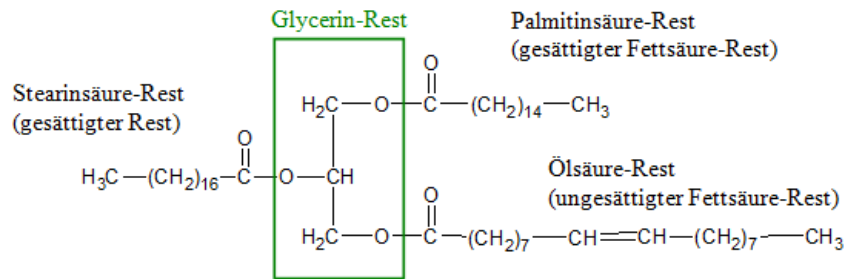 Glycerin-Rest
Palmitinsäure-Rest
(gesättigter Fettsäure-Rest)
Stearinsäure-Rest
(gesättigter Rest)
O
H₂C—O—C—(CH₂)₁₄—CH₃
O
H₃C—(CH₂)₁₆—C—O—CH
Ölsäure-Rest
(ungesättigter Fettsäure-Rest)
O
H₂C—O—C—(CH₂)₇—CH=CH—(CH₂)₇—CH₃